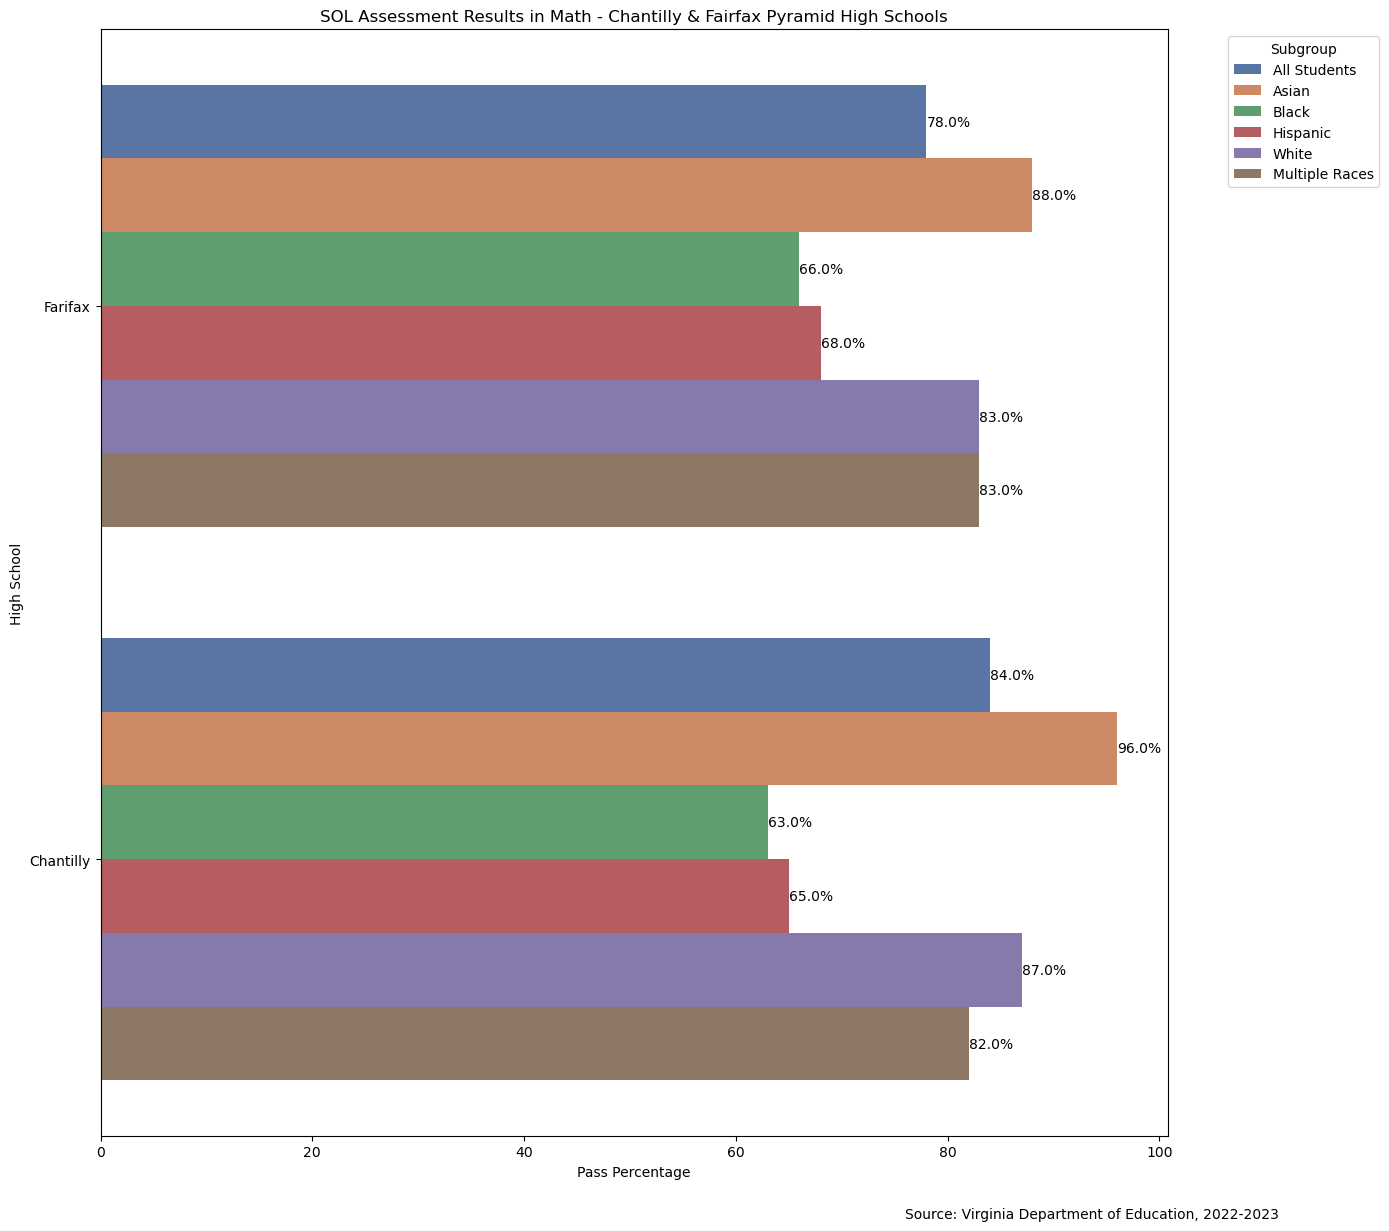 SOL Assessment Results in Math - Chantilly & Fairfax Pyramid High Schools
Subgroup
All Students
Asian
Black
Hispanic
White
Multiple Races
High School
Farifax
78.0%
88.0%
66.0%
68.0%
83.0%
83.0%
Chantilly
84.0%
96.0%
63.0%
65.0%
87.0%
82.0%
0 20 40 60 80 100
Pass Percentage
Source: Virginia Department of Education, 2022-2023